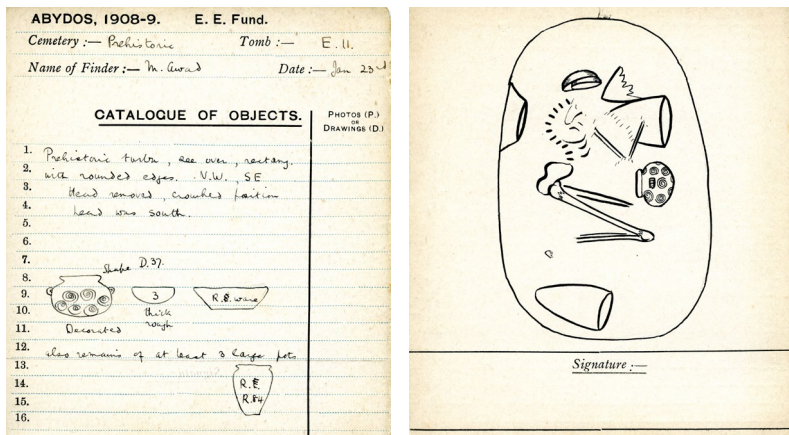 ABYDOS, 1908-9. E. E. Fund.
Cemetery :— Prehistoric Tomb :— E. 11.
Name of Finder :— M. Awad Date :— Jan 23rd
CATALOGUE OF OBJECTS.
PHOTOS (P.)
OR
DRAWINGS (D.)
1. Prehistoric tomb, see over, rectang.
2. with rounded edges. V.W, SE
3. Head removed, crouched position
4. head was south.
5.
6.
7. Shape D.37.
8.
9. 3 R.B. ware
10. thick
rough
11. Decorated
12. also remains of at least 3 large pots
13.
14. R.
15. R.84
16.
Signature :—